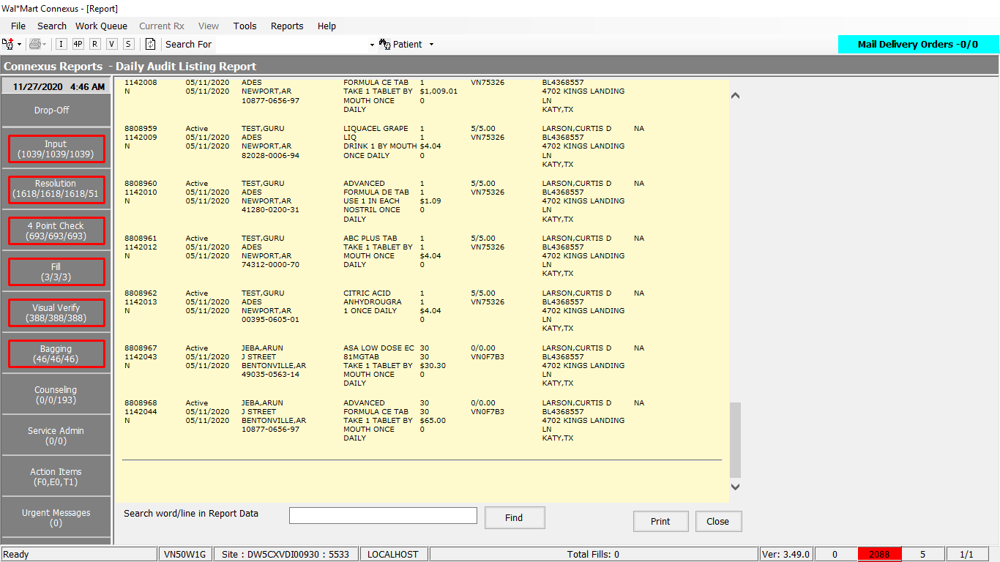 Wal*Mart Connexus - [Report]
File Search Work Queue Current Rx View Tools Reports Help
I 4P R V S Search For Patient Mail Delivery Orders -0/0
Connexus Reports - Daily Audit Listing Report
11/27/2020 4:46 AM
Drop-Off
Input
(1039/1039/1039)
Resolution
(1618/1618/1618/51
4 Point Check
(693/693/693)
Fill
(3/3/3)
Visual Verify
(388/388/388)
Bagging
(46/46/46)
Counseling
(0/0/193)
Service Admin
(0/0)
Action Items
(F0,E0,T1)
Urgent Messages
(0)
1142008 05/11/2020 ADES FORMULA CE TAB 1 VN75326 BL4368557
N 05/11/2020 NEWPORT,AR TAKE 1 TABLET BY $1,009.01 4702 KINGS LANDING
10877-0656-97 MOUTH ONCE 0 LN
DAILY KATY,TX
8808959 Active TEST,GURU LIQUACEL GRAPE 1 5/5.00 LARSON,CURTIS D NA
1142009 05/11/2020 ADES LIQ 1 VN75326 BL4368557
N 05/11/2020 NEWPORT,AR DRINK 1 BY MOUTH $4.04 4702 KINGS LANDING
82028-0006-94 ONCE DAILY 0 LN
KATY,TX
8808960 Active TEST,GURU ADVANCED 1 5/5.00 LARSON,CURTIS D NA
1142010 05/11/2020 ADES FORMULA DE TAB 1 VN75326 BL4368557
N 05/11/2020 NEWPORT,AR USE 1 IN EACH $1.09 4702 KINGS LANDING
41280-0200-31 NOSTRIL ONCE 0 LN
DAILY KATY,TX
8808961 Active TEST,GURU ABC PLUS TAB 1 5/5.00 LARSON,CURTIS D NA
1142012 05/11/2020 ADES TAKE 1 TABLET BY 1 VN75326 BL4368557
N 05/11/2020 NEWPORT,AR MOUTH ONCE $4.04 4702 KINGS LANDING
74312-0000-70 DAILY 0 LN
KATY,TX
8808962 Active TEST,GURU CITRIC ACID 1 5/5.00 LARSON,CURTIS D NA
1142013 05/11/2020 ADES ANHYDROUGRA 1 VN75326 BL4368557
N 05/11/2020 NEWPORT,AR 1 ONCE DAILY $4.04 4702 KINGS LANDING
00395-0605-01 0 LN
KATY,TX
8808967 Active JEBA,ARUN ASA LOW DOSE EC 30 0/0.00 LARSON,CURTIS D NA
1142043 05/11/2020 J STREET 81MGTAB 30 VN0F7B3 BL4368557
N 05/11/2020 BENTONVILLE,AR TAKE 1 TABLET BY $30.30 4702 KINGS LANDING
49035-0563-14 MOUTH ONCE 0 LN
DAILY KATY,TX
8808968 Active JEBA,ARUN ADVANCED 30 0/0.00 LARSON,CURTIS D NA
1142044 05/11/2020 J STREET FORMULA CE TAB 30 VN0F7B3 BL4368557
N 05/11/2020 BENTONVILLE,AR TAKE 1 TABLET BY $65.00 4702 KINGS LANDING
10877-0656-97 MOUTH ONCE 0 LN
DAILY KATY,TX
Search word/line in Report Data Find Print Close
Ready VN50W1G Site : DW5CXVDI00930 : 5533 LOCALHOST Total Fills: 0 Ver: 3.49.0 0 2088 5 1/1